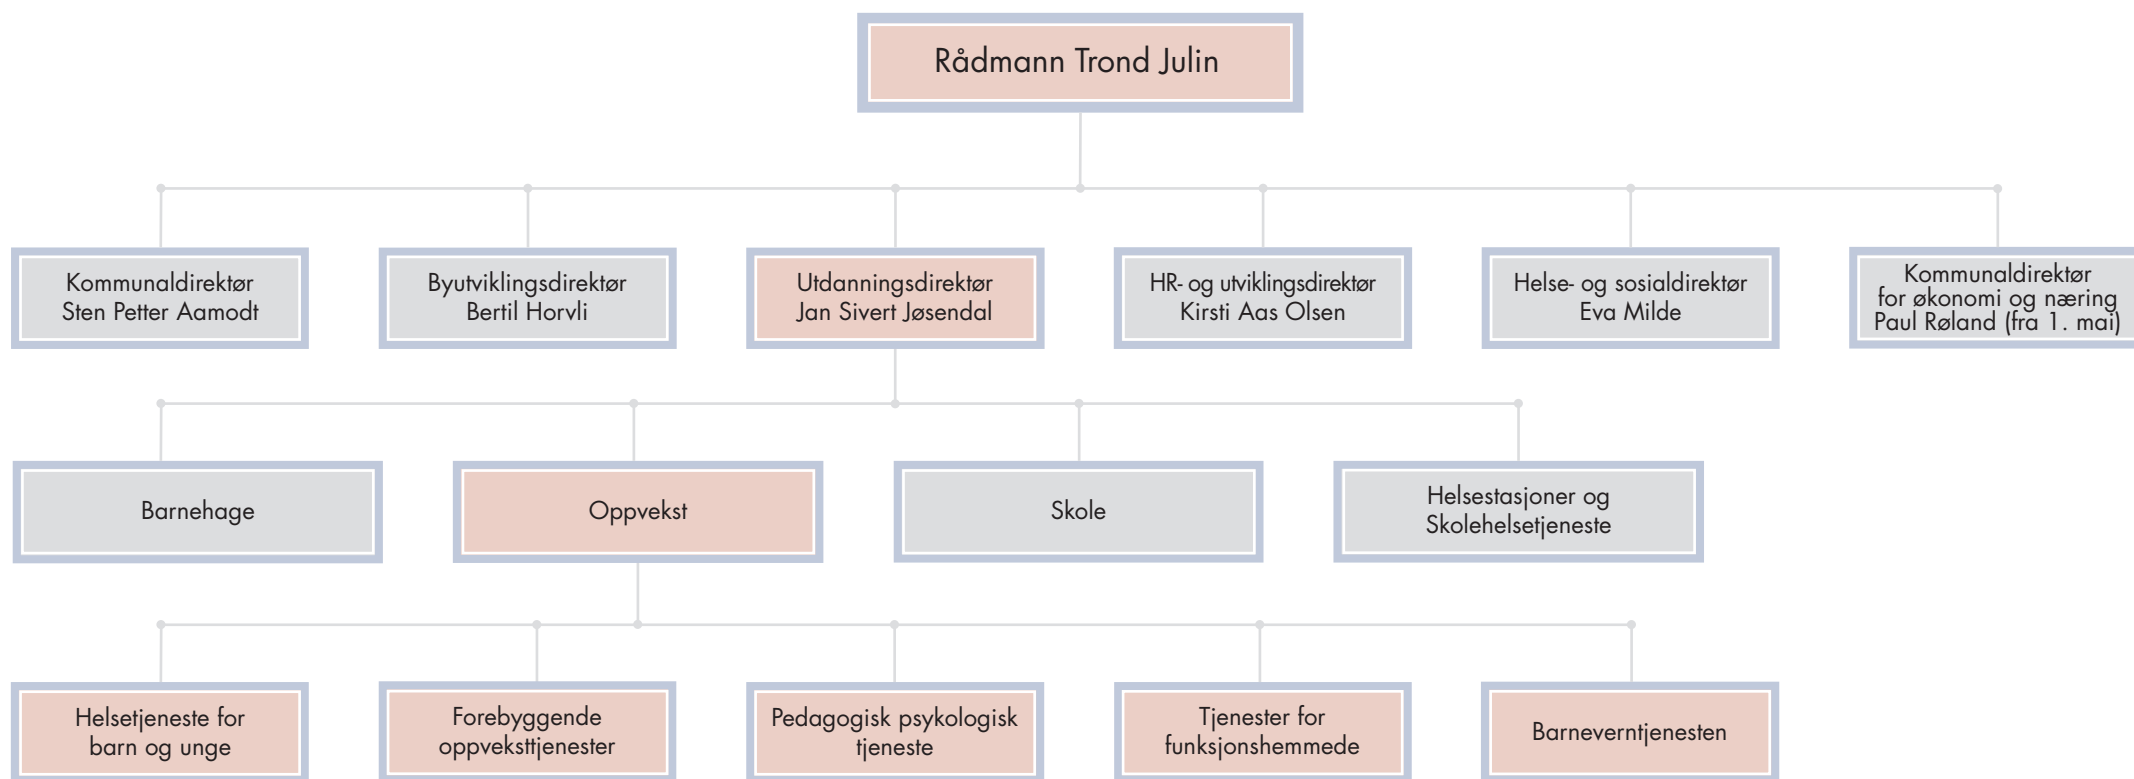 Rådmann Trond Julin
Kommunaldirektør
Sten Petter Aamodt
Byutviklingsdirektør
Bertil Horvli
Utdanningsdirektør
Jan Sivert Jøsendal
HR- og utviklingsdirektør
Kirsti Aas Olsen
Helse- og sosialdirektør
Eva Milde
Kommunaldirektør
for økonomi og næring
Paul Røland (fra 1. mai)
Barnehage
Oppvekst
Skole
Helsestasjoner og
Skolehelsetjeneste
Helsetjeneste for
barn og unge
Forebyggende
oppveksttjenester
Pedagogisk psykologisk
tjeneste
Tjenester for
funksjonshemmede
Barneverntjenesten